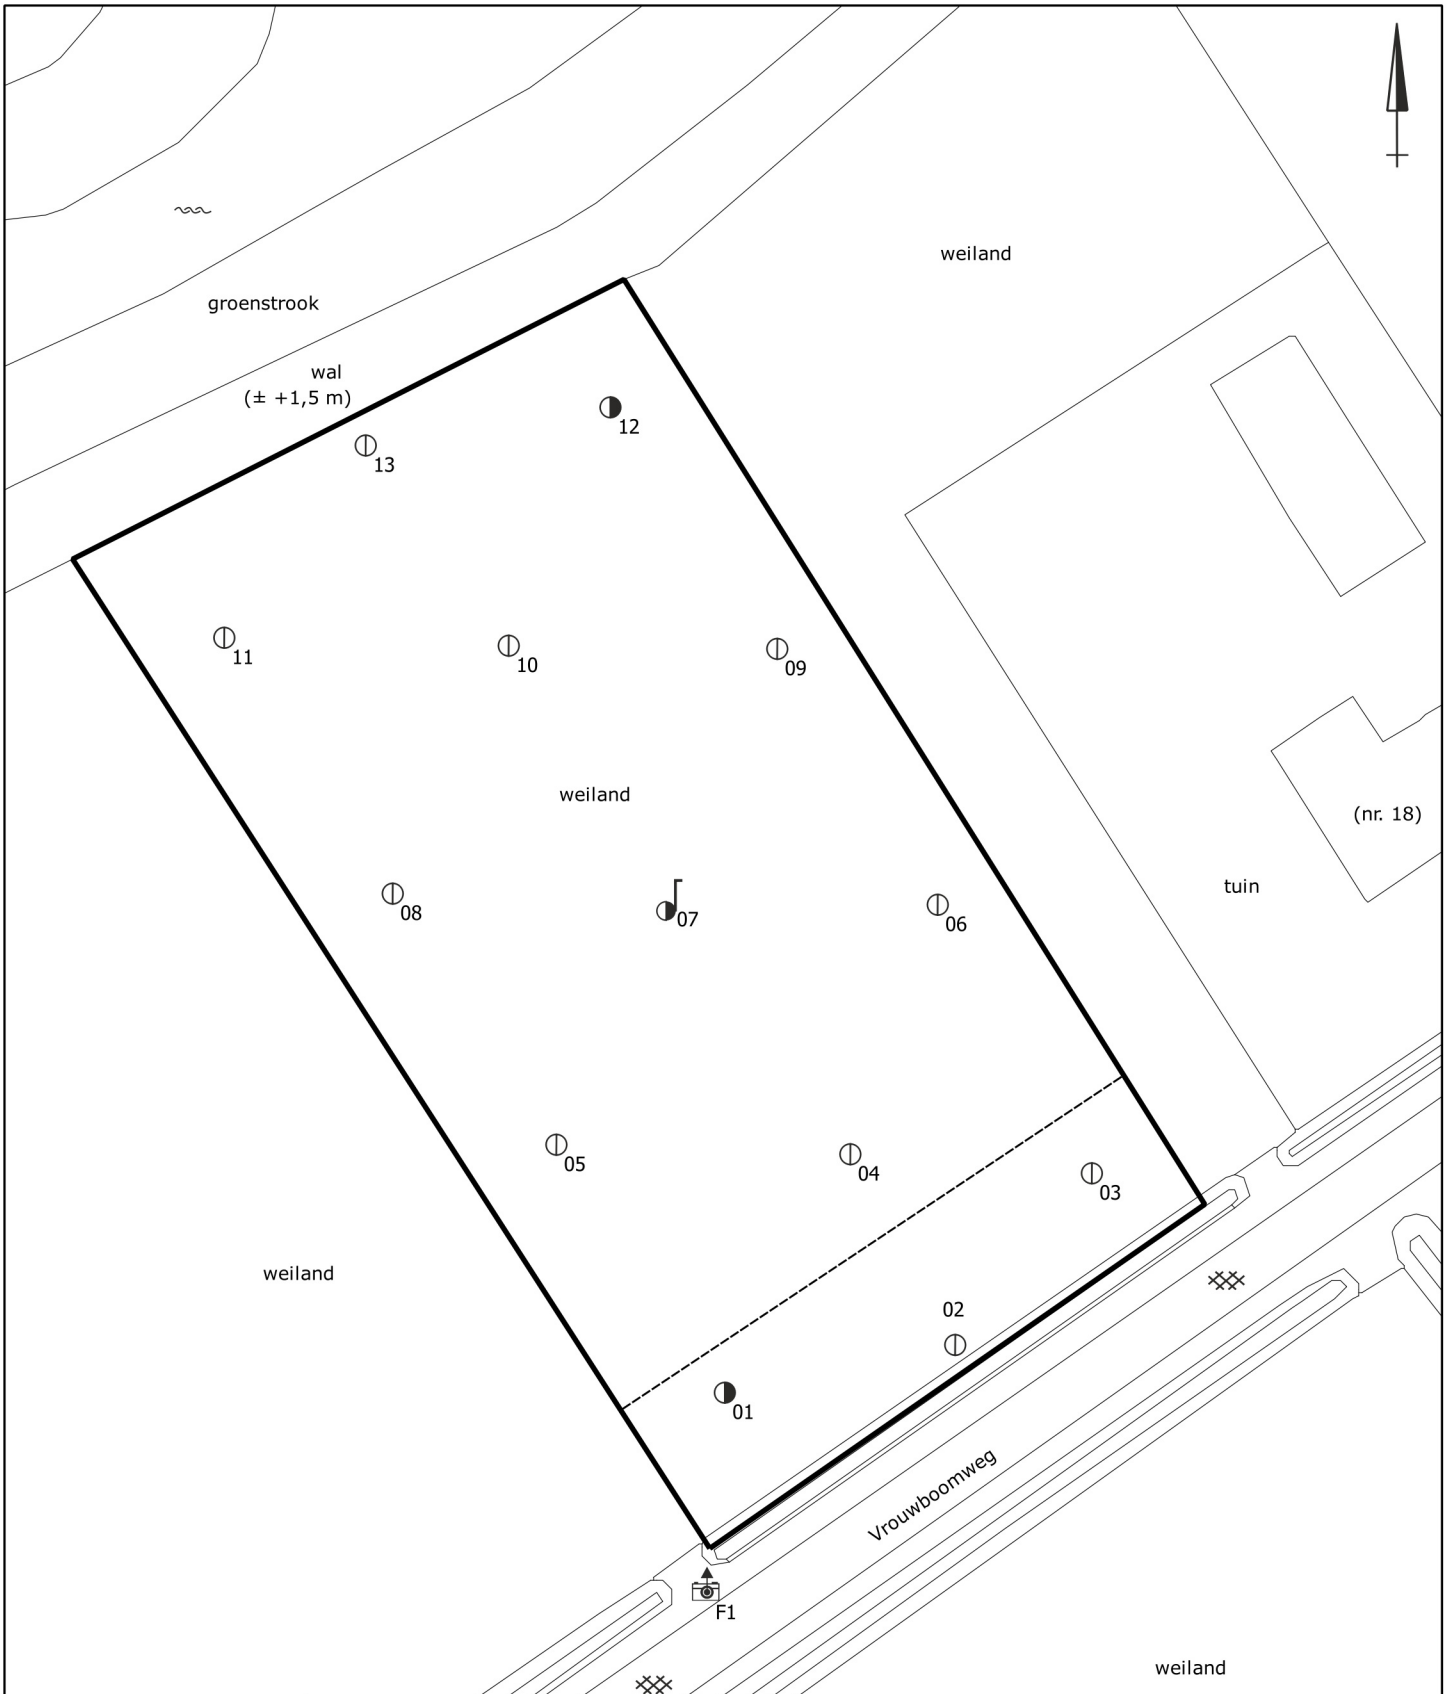 weiland
groenstrook
wal
(± +1,5 m)
12
13
11
10
09
weiland
(nr. 18)
tuin
08
07
06
05
04
03
weiland
02
01
Vrouwboomweg
F1
weiland